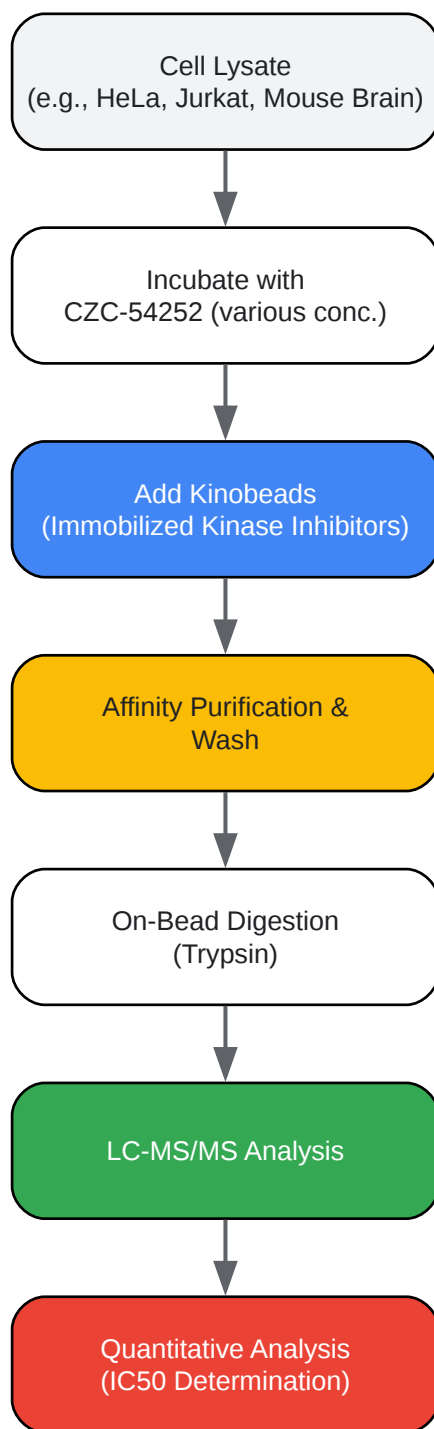 Cell Lysate
(e.g., HeLa, Jurkat, Mouse Brain)
Incubate with
CZC-54252 (various conc.)
Add Kinobeads
(Immobilized Kinase Inhibitors)
Affinity Purification &
Wash
On-Bead Digestion
(Trypsin)
LC-MS/MS Analysis
Quantitative Analysis
(IC50 Determination)